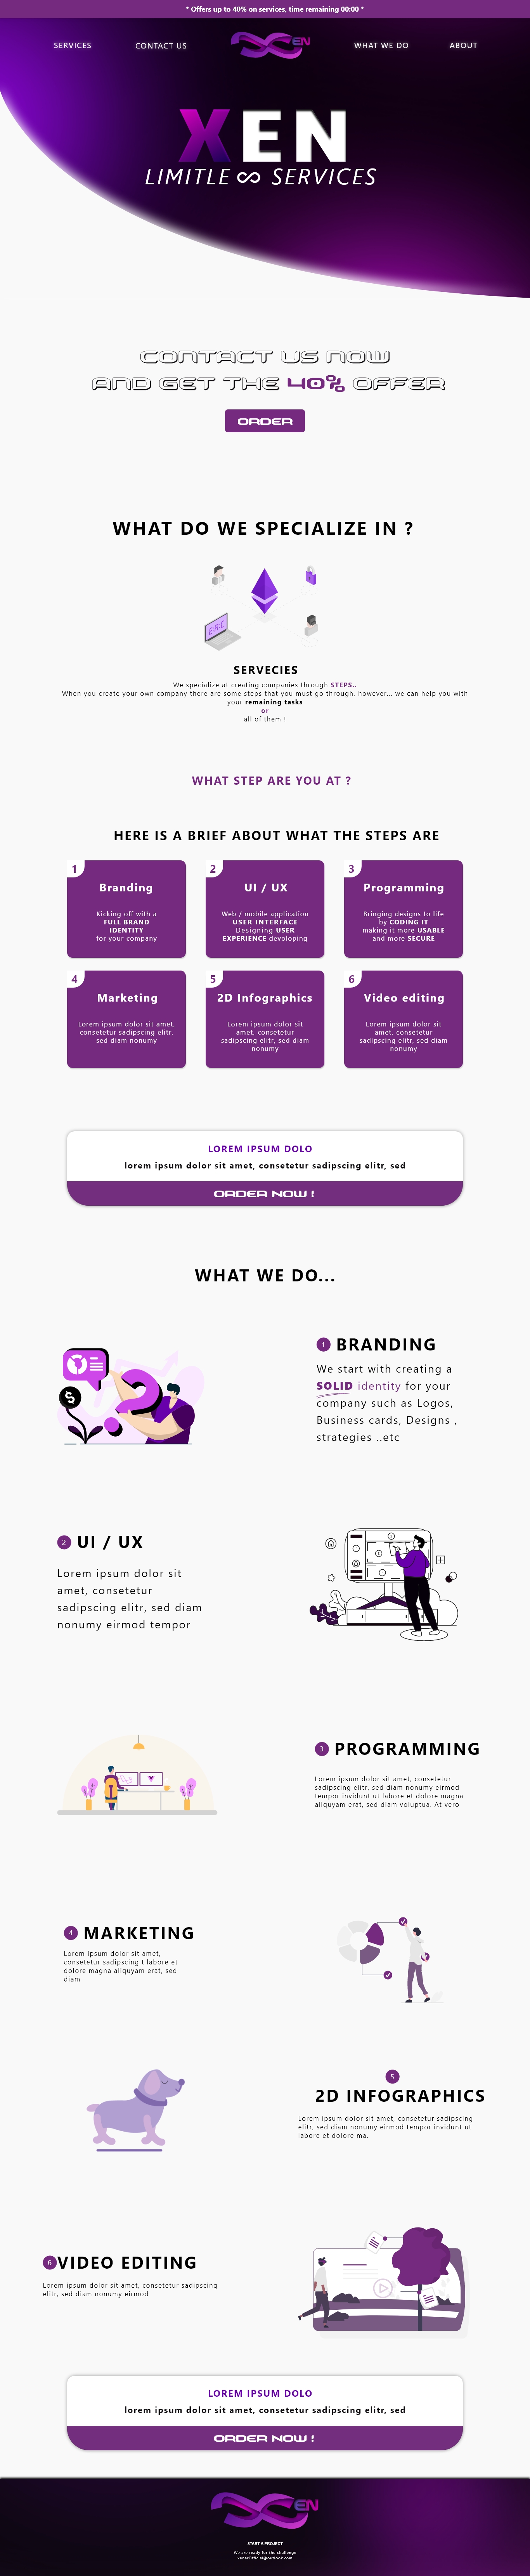 * Offers up to 40% on services, time remaining 00:00 *
SERVICES
CONTACT US
EN
WHAT WE DO
ABOUT
XEN
LIMITLE∞ SERVICES
CONTACT US NOW
AND GET THE 40% OFFER
ORDER
WHAT DO WE SPECIALIZE IN ?
SERVECIES
We specialize at creating companies through STEPS..
When you create your own company there are some steps that you must go through, however... we can help you with
your remaining tasks
or
all of them !
WHAT STEP ARE YOU AT ?
HERE IS A BRIEF ABOUT WHAT THE STEPS ARE
1
Branding
Kicking off with a
FULL BRAND
IDENTITY
for your company
2
UI / UX
Web / mobile application
USER INTERFACE
Designing USER
EXPERIENCE devoloping
3
Programming
Bringing designs to life
by CODING IT
making it more USABLE
and more SECURE
4
Marketing
Lorem ipsum dolor sit amet,
consetetur sadipscing elitr,
sed diam nonumy
5
2D Infographics
Lorem ipsum dolor sit
amet, consetetur
sadipscing elitr, sed diam
nonumy
6
Video editing
Lorem ipsum dolor sit
amet, consetetur
sadipscing elitr, sed diam
nonumy
LOREM IPSUM DOLO
lorem ipsum dolor sit amet, consetetur sadipscing elitr, sed
ORDER NOW !
WHAT WE DO...
1 BRANDING
We start with creating a
SOLID identity for your
company such as Logos,
Business cards, Designs ,
strategies ..etc
2 UI / UX
Lorem ipsum dolor sit
amet, consetetur
sadipscing elitr, sed diam
nonumy eirmod tempor
3 PROGRAMMING
Lorem ipsum dolor sit amet, consetetur
sadipscing elitr, sed diam nonumy eirmod
tempor invidunt ut labore et dolore magna
aliquyam erat, sed diam voluptua. At vero
4 MARKETING
Lorem ipsum dolor sit amet,
consetetur sadipscing t labore et
dolore magna aliquyam erat, sed
diam
5
2D INFOGRAPHICS
Lorem ipsum dolor sit amet, consetetur sadipscing
elitr, sed diam nonumy eirmod tempor invidunt ut
labore et dolore ma.
6 VIDEO EDITING
Lorem ipsum dolor sit amet, consetetur sadipscing
elitr, sed diam nonumy eirmod
LOREM IPSUM DOLO
lorem ipsum dolor sit amet, consetetur sadipscing elitr, sed
ORDER NOW !
EN
START A PROJECT
We are ready for the challenge